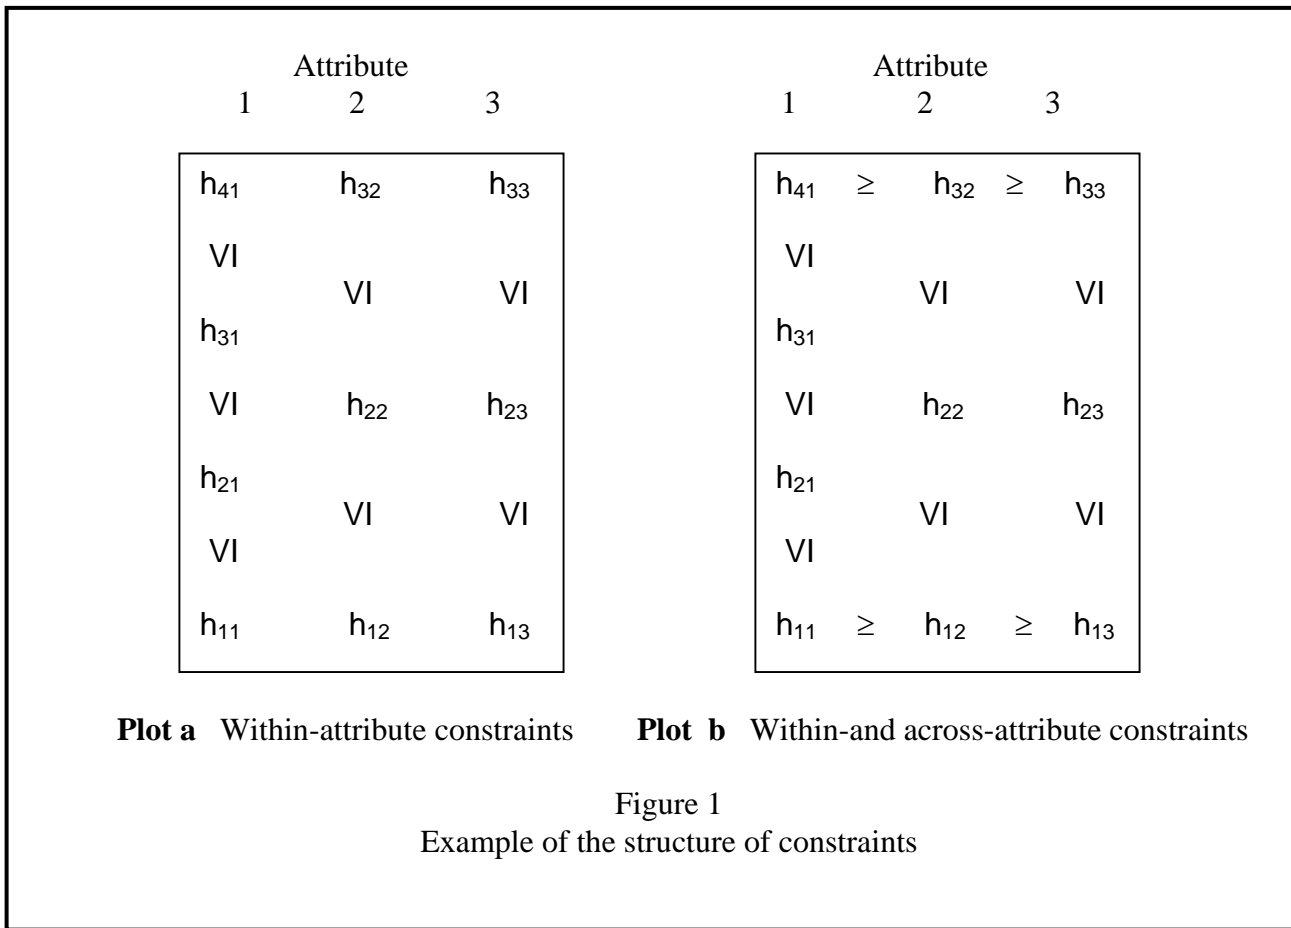 Attribute Attribute
1 2 3 1 2 3
h41 h32 h33 h41 ≥ h32 ≥ h33
VI VI
VI VI VI VI
h31 h31
VI h22 h23 VI h22 h23
h21 h21
VI VI VI VI
VI VI
h11 h12 h13 h11 ≥ h12 ≥ h13
Plot a Within-attribute constraints Plot b Within-and across-attribute constraints
Figure 1
Example of the structure of constraints